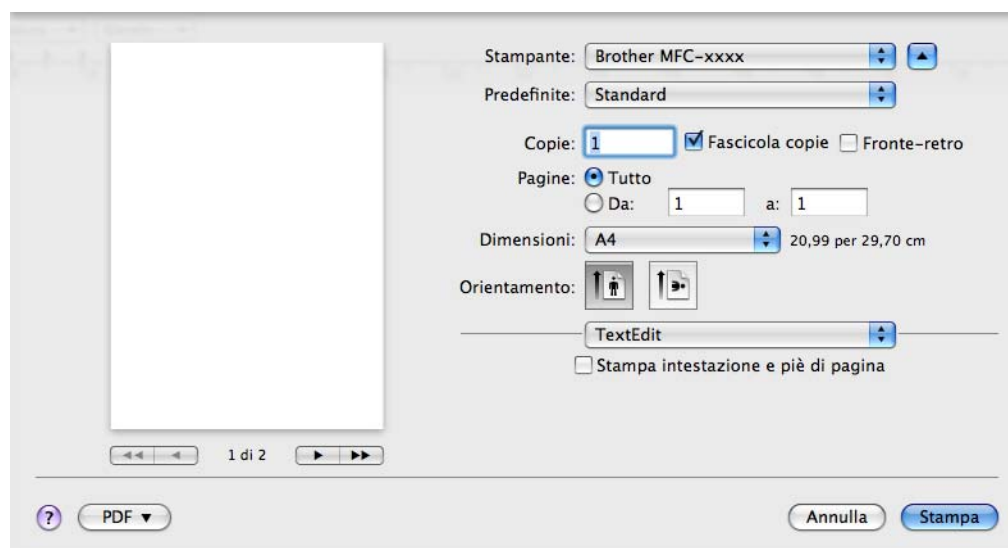 Stampante: Brother MFC-xxxx
Predefinite: Standard
Copie: 1 Fascicola copie Fronte-retro
Pagine: Tutto
Da: 1 a: 1
Dimensioni: A4 20,99 per 29,70 cm
Orientamento:
TextEdit
Stampa intestazione e piè di pagina
1 di 2
? PDF Annulla Stampa